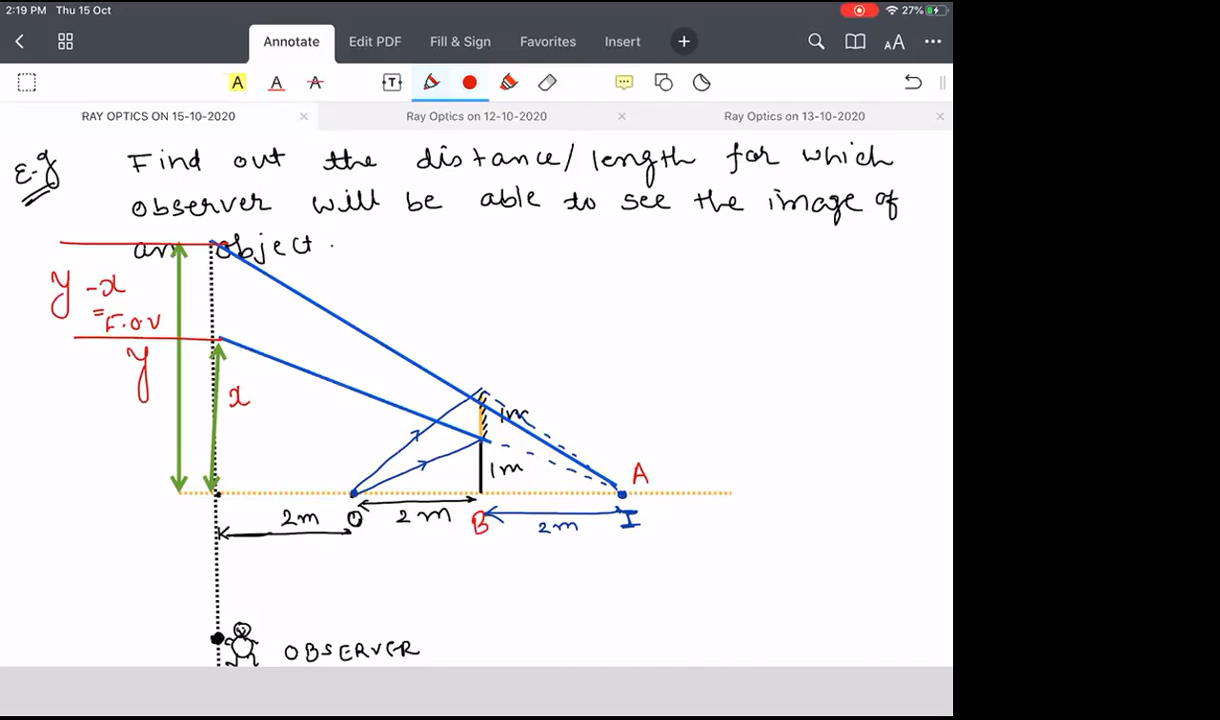 2:19 PM Thu 15 Oct
27%
Annotate
Edit PDF
Fill & Sign
Favorites
Insert
AA
A A A T
RAY OPTICS ON 15-10-2020
Ray Optics on 12-10-2020
Ray Optics on 13-10-2020
E.g Find out the distance/length for which
observer will be able to see the image of
an object.
y - x
= F.O.V
y
x
1m
1m
A
2m O 2m B 2m I
OBSERVER